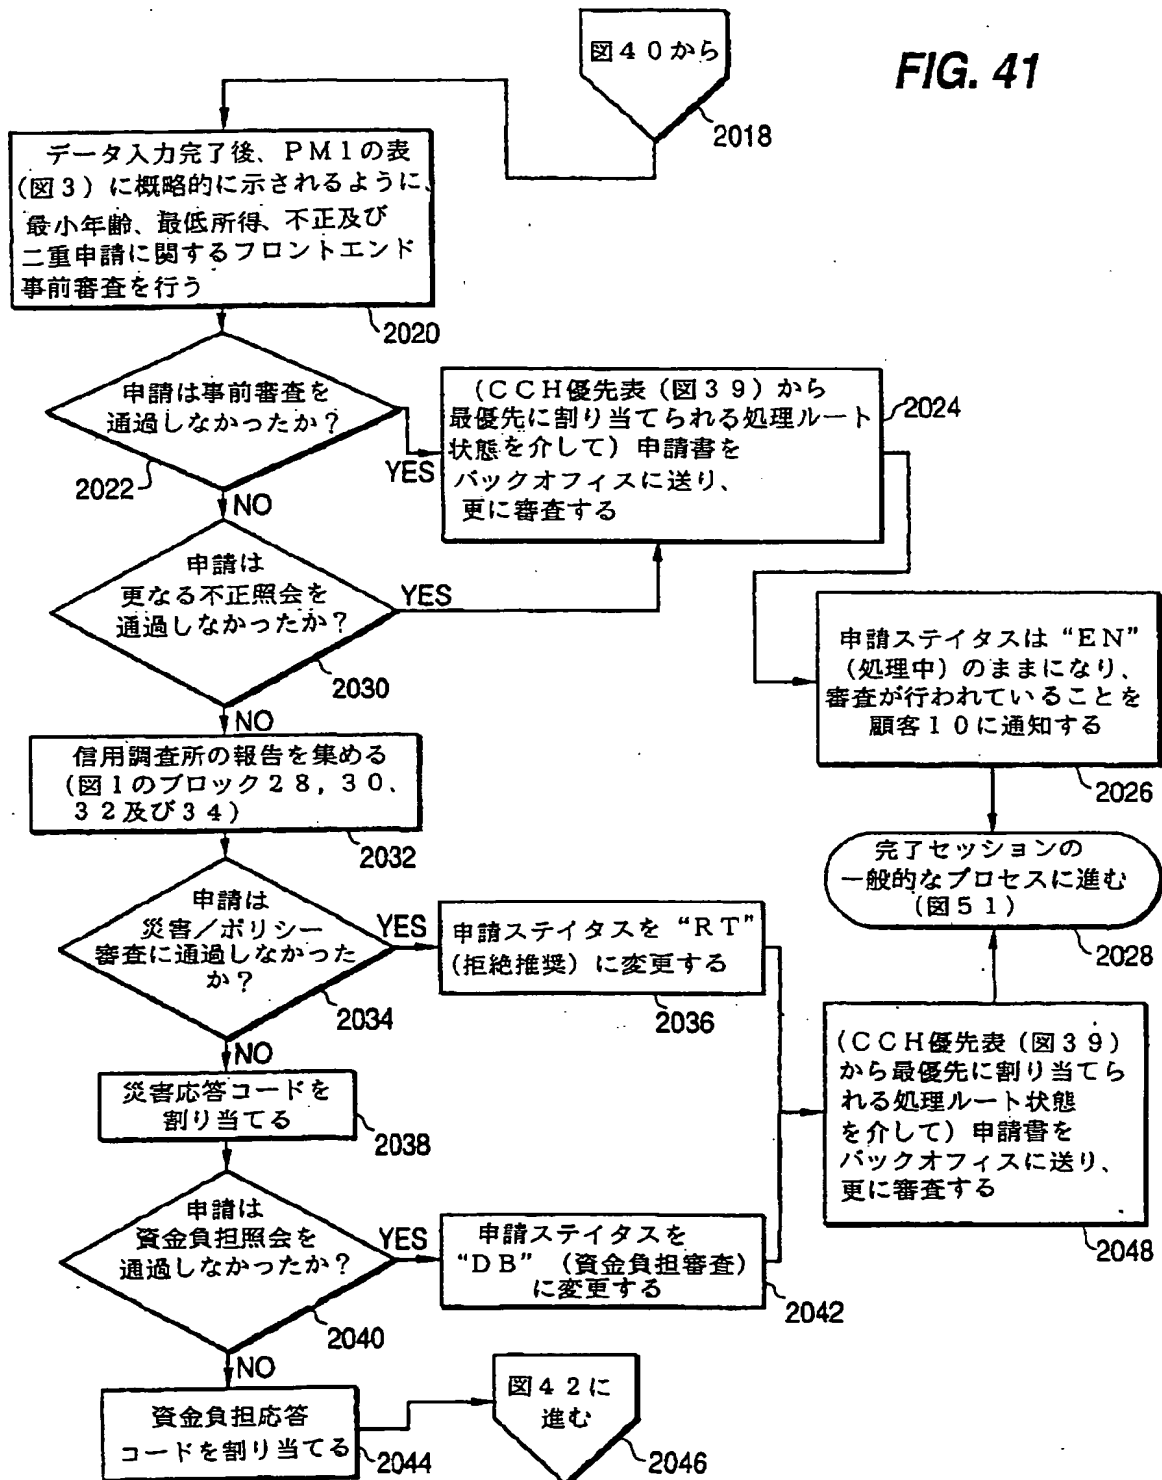 FIG. 41
図40から
2018
データ入力完了後、PM1の表
(図3)に概略的に示されるように、
最小年齢、最低所得、不正及び
二重申請に関するフロントエンド
事前審査を行う
2020
申請は事前審査を
通過しなかったか?
2022
YES
NO
(CCH優先表(図39)から
最優先に割り当てられる処理ルート
状態を介して)申請書を
バックオフィスに送り、
更に審査する
2024
申請は
更なる不正照会を
通過しなかったか?
YES
2030
NO
申請ステイタスは“EN”
(処理中)のままになり、
審査が行われていることを
顧客10に通知する
2026
信用調査所の報告を集める
(図1のブロック28,30、
32及び34)
2032
完了セッションの
一般的なプロセスに進む
(図51)
2028
申請は
災害/ポリシー
審査に通過しなかった
か?
YES
2034
NO
申請ステイタスを“RT”
(拒絶推奨)に変更する
2036
(CCH優先表(図39)
から最優先に割り当てら
れる処理ルート状態
を介して)申請書を
バックオフィスに送り、
更に審査する
2048
災害応答コードを
割り当てる
2038
申請は
資金負担照会を
通過しなかったか?
YES
2040
NO
申請ステイタスを
“DB”(資金負担審査)
に変更する
2042
資金負担応答
コードを割り当てる
2044
図42に
進む
2046